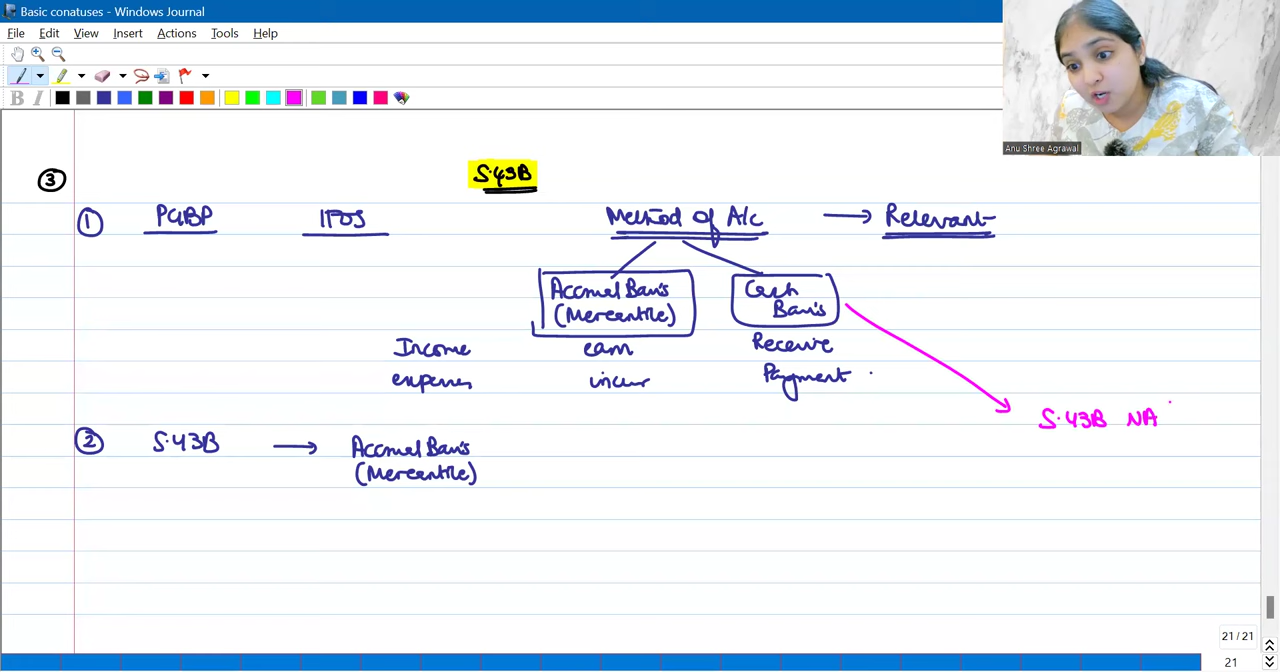 Basic conatuses - Windows Journal
File Edit View Insert Actions Tools Help
B I
Anu Shree Agrawal
③ S.43B
① PGBP IFOS Method of A/c → Relevant
Accrual Basis (Mercentile)
Cash Basis
Income earn Receive
expenses incur Payment
S.43B NA
② S.43B → Accrual Basis
(Mercentile)
21 / 21
21